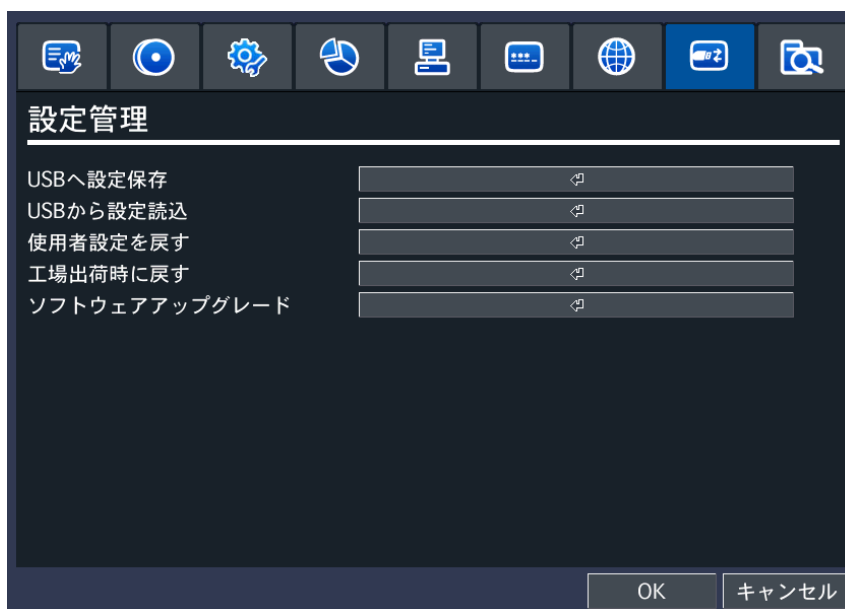 設定管理
USBへ設定保存
USBから設定読込
使用者設定を戻す
工場出荷時に戻す
ソフトウェアアップグレード
OK キャンセル